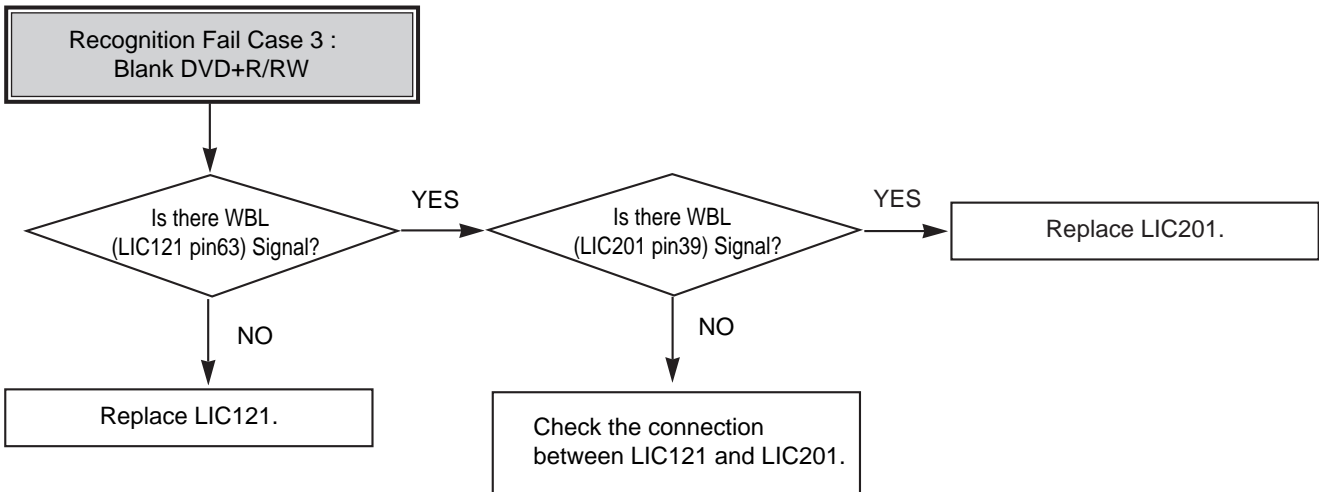 Recognition Fail Case 3 :
Blank DVD+R/RW
Is there WBL
(LIC121 pin63) Signal?
YES
Is there WBL
(LIC201 pin39) Signal?
YES
Replace LIC201.
NO
NO
Replace LIC121.
Check the connection
between LIC121 and LIC201.